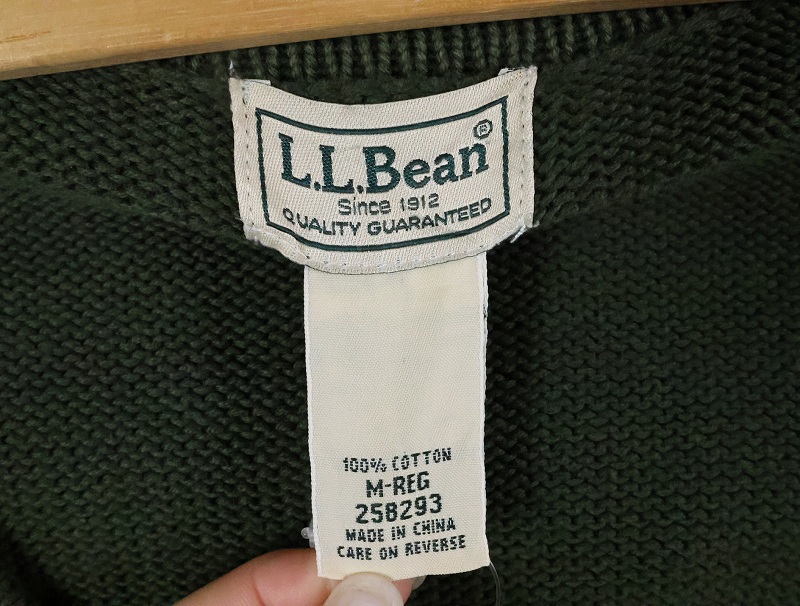 L.L.Bean®
Since 1912
QUALITY GUARANTEED
100% COTTON
M-REG
258293
MADE IN CHINA
CARE ON REVERSE